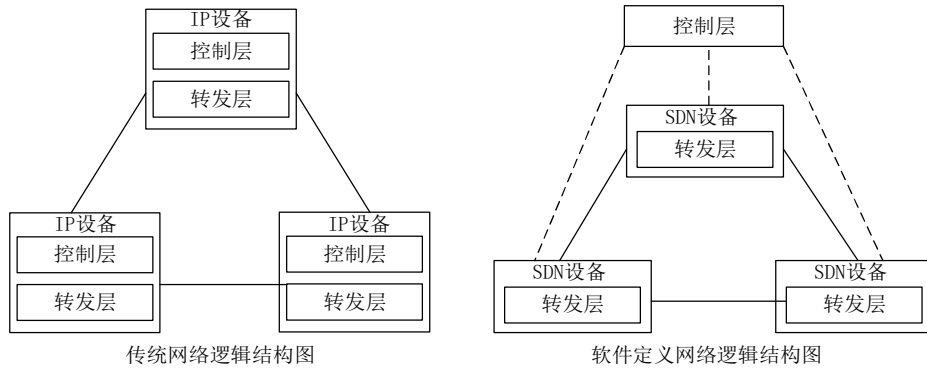 IP设备
控制层
转发层
IP设备
控制层
转发层
IP设备
控制层
转发层
传统网络逻辑结构图
控制层
SDN设备
转发层
SDN设备
转发层
SDN设备
转发层
软件定义网络逻辑结构图